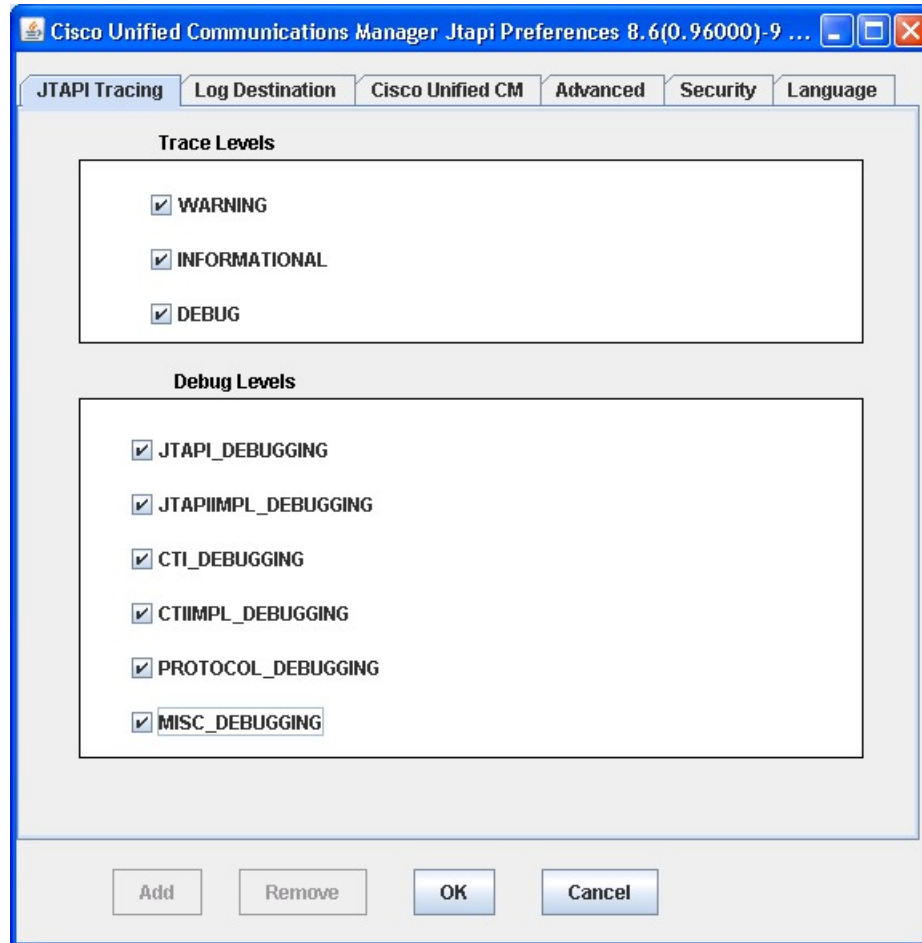 Cisco Unified Communications Manager Jtapi Preferences 8.6(0.96000)-9 ...
JTAPI Tracing Log Destination Cisco Unified CM Advanced Security Language
Trace Levels
WARNING
INFORMATIONAL
DEBUG
Debug Levels
JTAPI_DEBUGGING
JTAPIIMPL_DEBUGGING
CTI_DEBUGGING
CTIIMPL_DEBUGGING
PROTOCOL_DEBUGGING
MISC_DEBUGGING
Add Remove OK Cancel